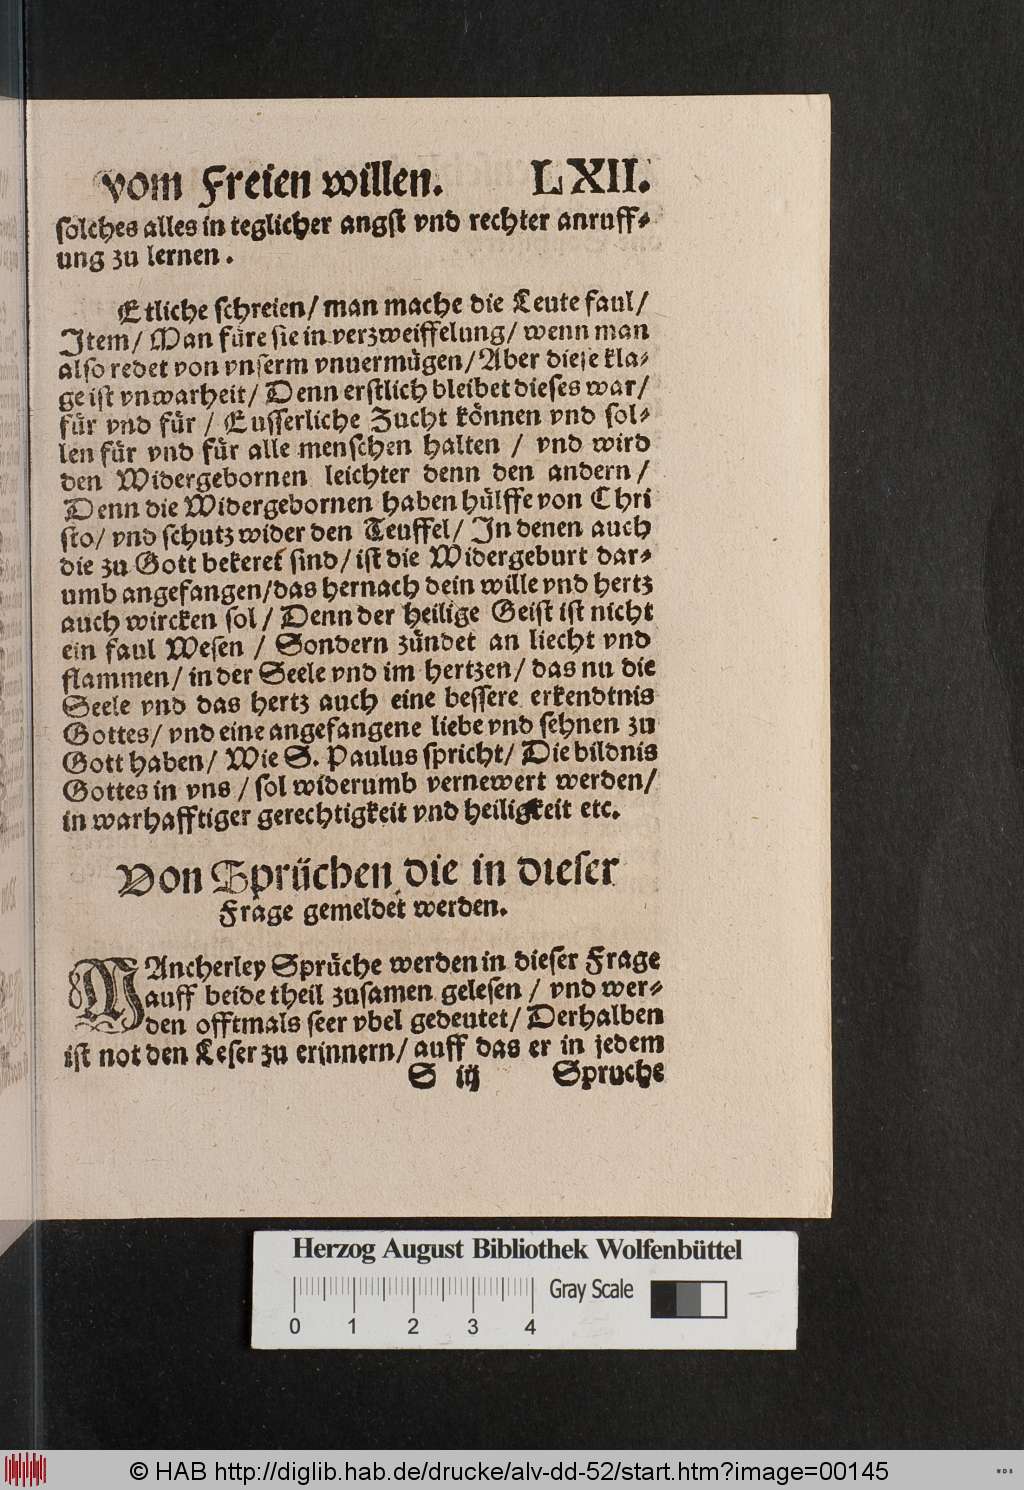 vom Freien willen. LXII.
solches alles in teglicher angst vnd rechter anruff-
ung zu lernen.
Etliche schreien/ man mache die Leute faul/
Item/ Man füre sie in verzweiffelung/ wenn man
also redet von vnserm vnuermügen/ Aber diese kla-
ge ist vnwarheit/ Denn erstlich bleibet dieses war/
für vnd für / Eusserliche Zucht können vnd sol-
len für vnd für alle menschen halten / vnd wird
den Widergebornen leichter denn den andern/
Denn die Widergebornen haben hülffe von Chri
sto/ vnd schutz wider den Teuffel/ In denen auch
die zu Gott bekeret sind/ ist die Widergeburt dar-
umb angefangen/das hernach dein wille vnd hertz
auch wircken sol / Denn der heilige Geist ist nicht
ein faul Wesen / Sondern zündet an liecht vnd
flammen/ in der Seele vnd im hertzen/ das nu die
Seele vnd das hertz auch eine bessere erkendtnis
Gottes/ vnd eine angefangene liebe vnd sehnen zu
Gott haben/ Wie S. Paulus spricht/ Die bildnis
Gottes in vns / sol widerumb vernewert werden/
in warhafftiger gerechtigkeit vnd heiligkeit etc.
Von Sprüchen die in dieser
Frage gemeldet werden.
MAncherley Sprüche werden in dieser Frage
auff beide theil zusamen gelesen / vnd wer-
den offtmals seer vbel gedeutet/ Derhalben
ist not den Leser zu erinnern/ auff das er in jedem
S iij Spruche
Herzog August Bibliothek Wolfenbüttel
Gray Scale
0 1 2 3 4
© HAB http://diglib.hab.de/drucke/alv-dd-52/start.htm?image=00145